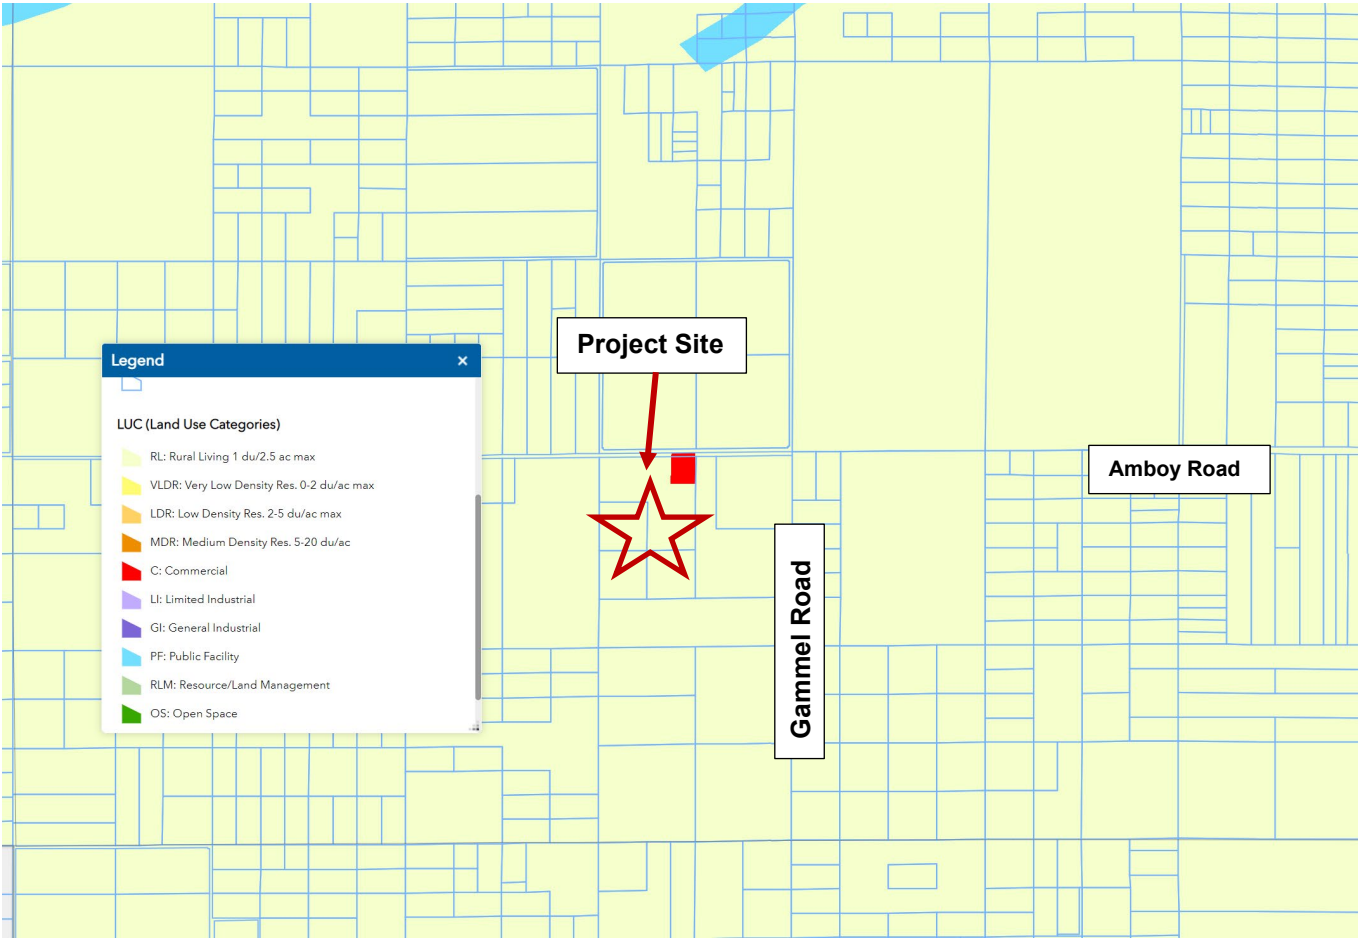 Project Site
Legend ×
LUC (Land Use Categories)
RL: Rural Living 1 du/2.5 ac max
VLDR: Very Low Density Res. 0-2 du/ac max
LDR: Low Density Res. 2-5 du/ac max
MDR: Medium Density Res. 5-20 du/ac
C: Commercial
LI: Limited Industrial
GI: General Industrial
PF: Public Facility
RLM: Resource/Land Management
OS: Open Space
Amboy Road
Gammel Road